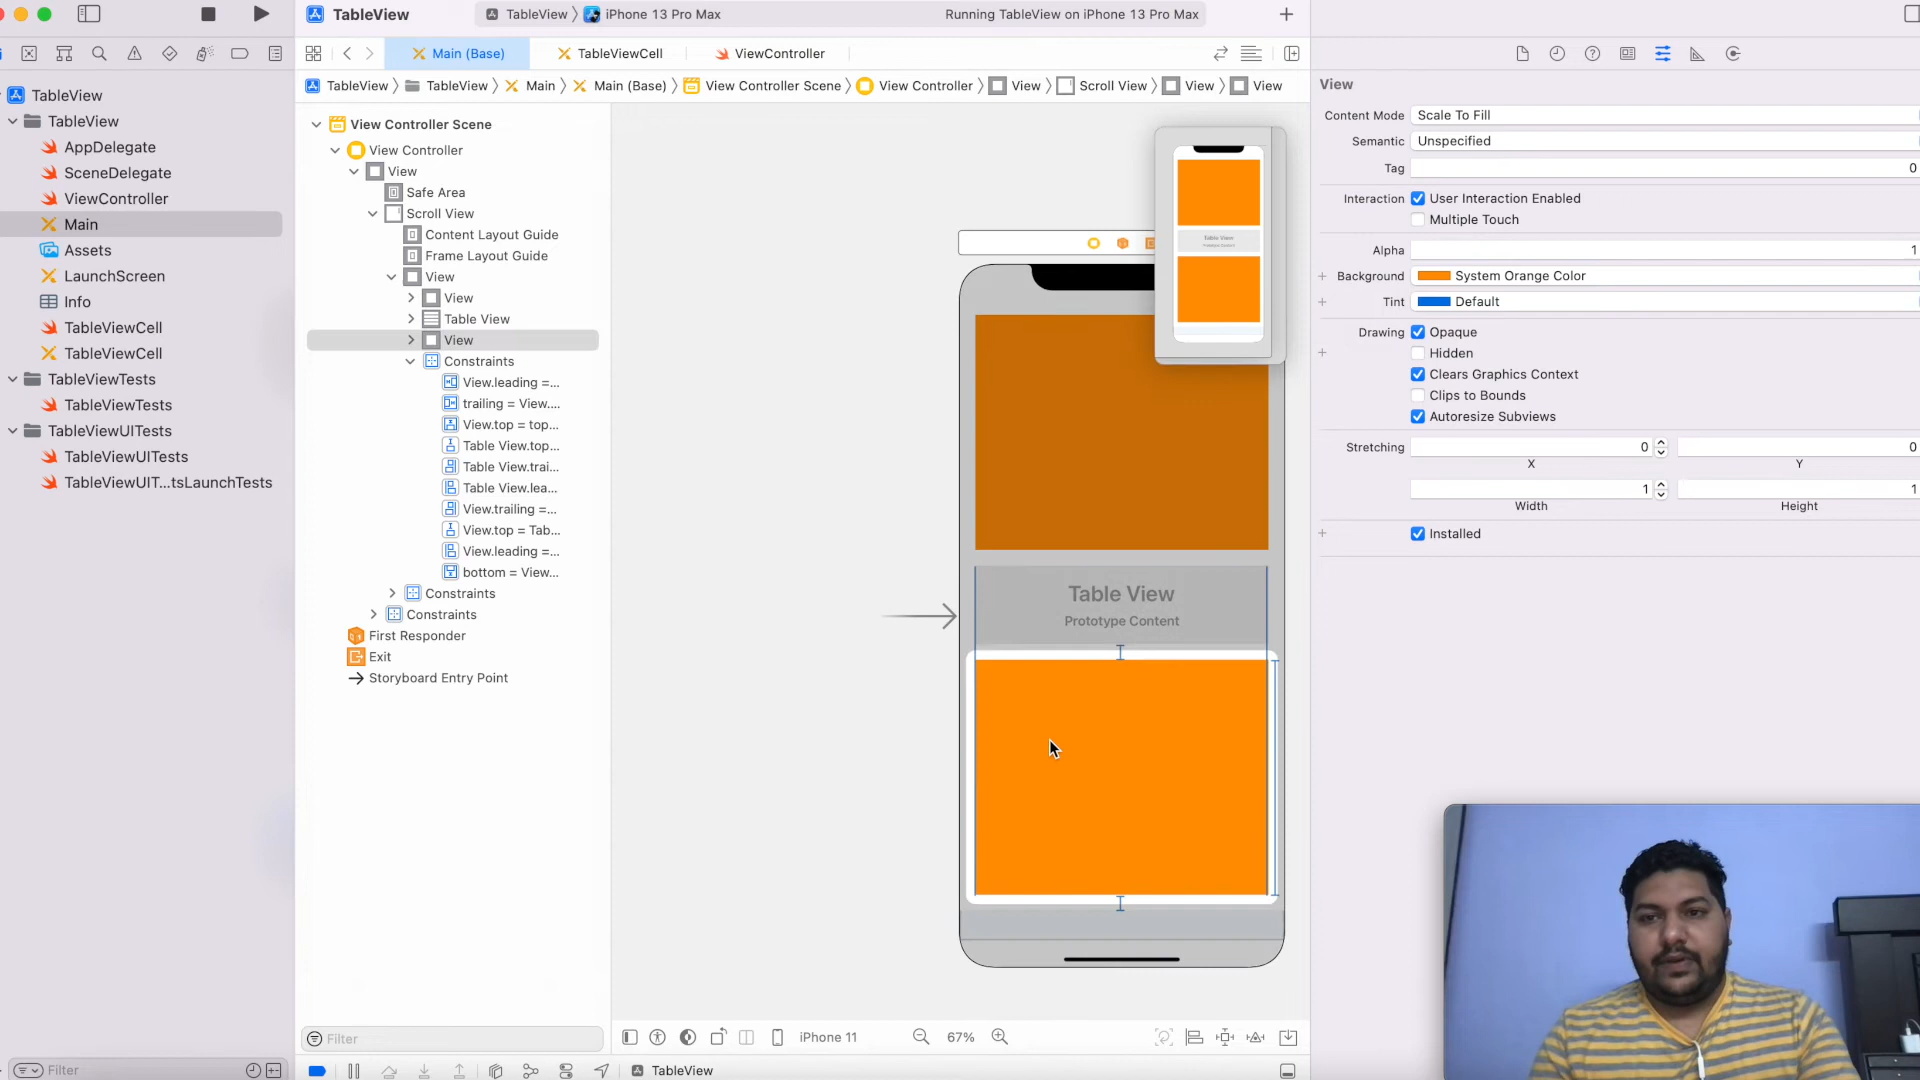 TableView
TableView
iPhone 13 Pro Max
Running TableView on iPhone 13 Pro Max
Main (Base)
TableViewCell
ViewController
TableView
TableView
Main
Main (Base)
View Controller Scene
View Controller
View
Scroll View
View
View
TableView
TableView
AppDelegate
SceneDelegate
ViewController
Main
Assets
LaunchScreen
Info
TableViewCell
TableViewCell
TableViewTests
TableViewTests
TableViewUITests
TableViewUITests
TableViewUIT...tsLaunchTests
Filter
View Controller Scene
View Controller
View
Safe Area
Scroll View
Content Layout Guide
Frame Layout Guide
View
View
Table View
View
Constraints
View.leading =...
trailing = View....
View.top = top...
Table View.top...
Table View.trai...
Table View.lea...
View.trailing =...
View.top = Tab...
View.leading =...
bottom = View...
Constraints
Constraints
First Responder
Exit
Storyboard Entry Point
Filter
Table View
Prototype Content
Table View
Prototype Content
iPhone 11
67%
TableView
View
Content Mode
Scale To Fill
Semantic
Unspecified
Tag
0
Interaction
User Interaction Enabled
Multiple Touch
Alpha
1
Background
System Orange Color
Tint
Default
Drawing
Opaque
Hidden
Clears Graphics Context
Clips to Bounds
Autoresize Subviews
Stretching
0
0
X
Y
1
1
Width
Height
Installed